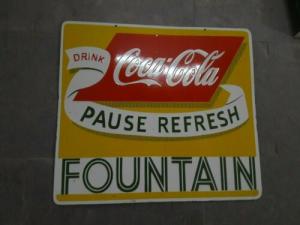 DRINK
Coca-Cola
PAUSE REFRESH
FOUNTAIN